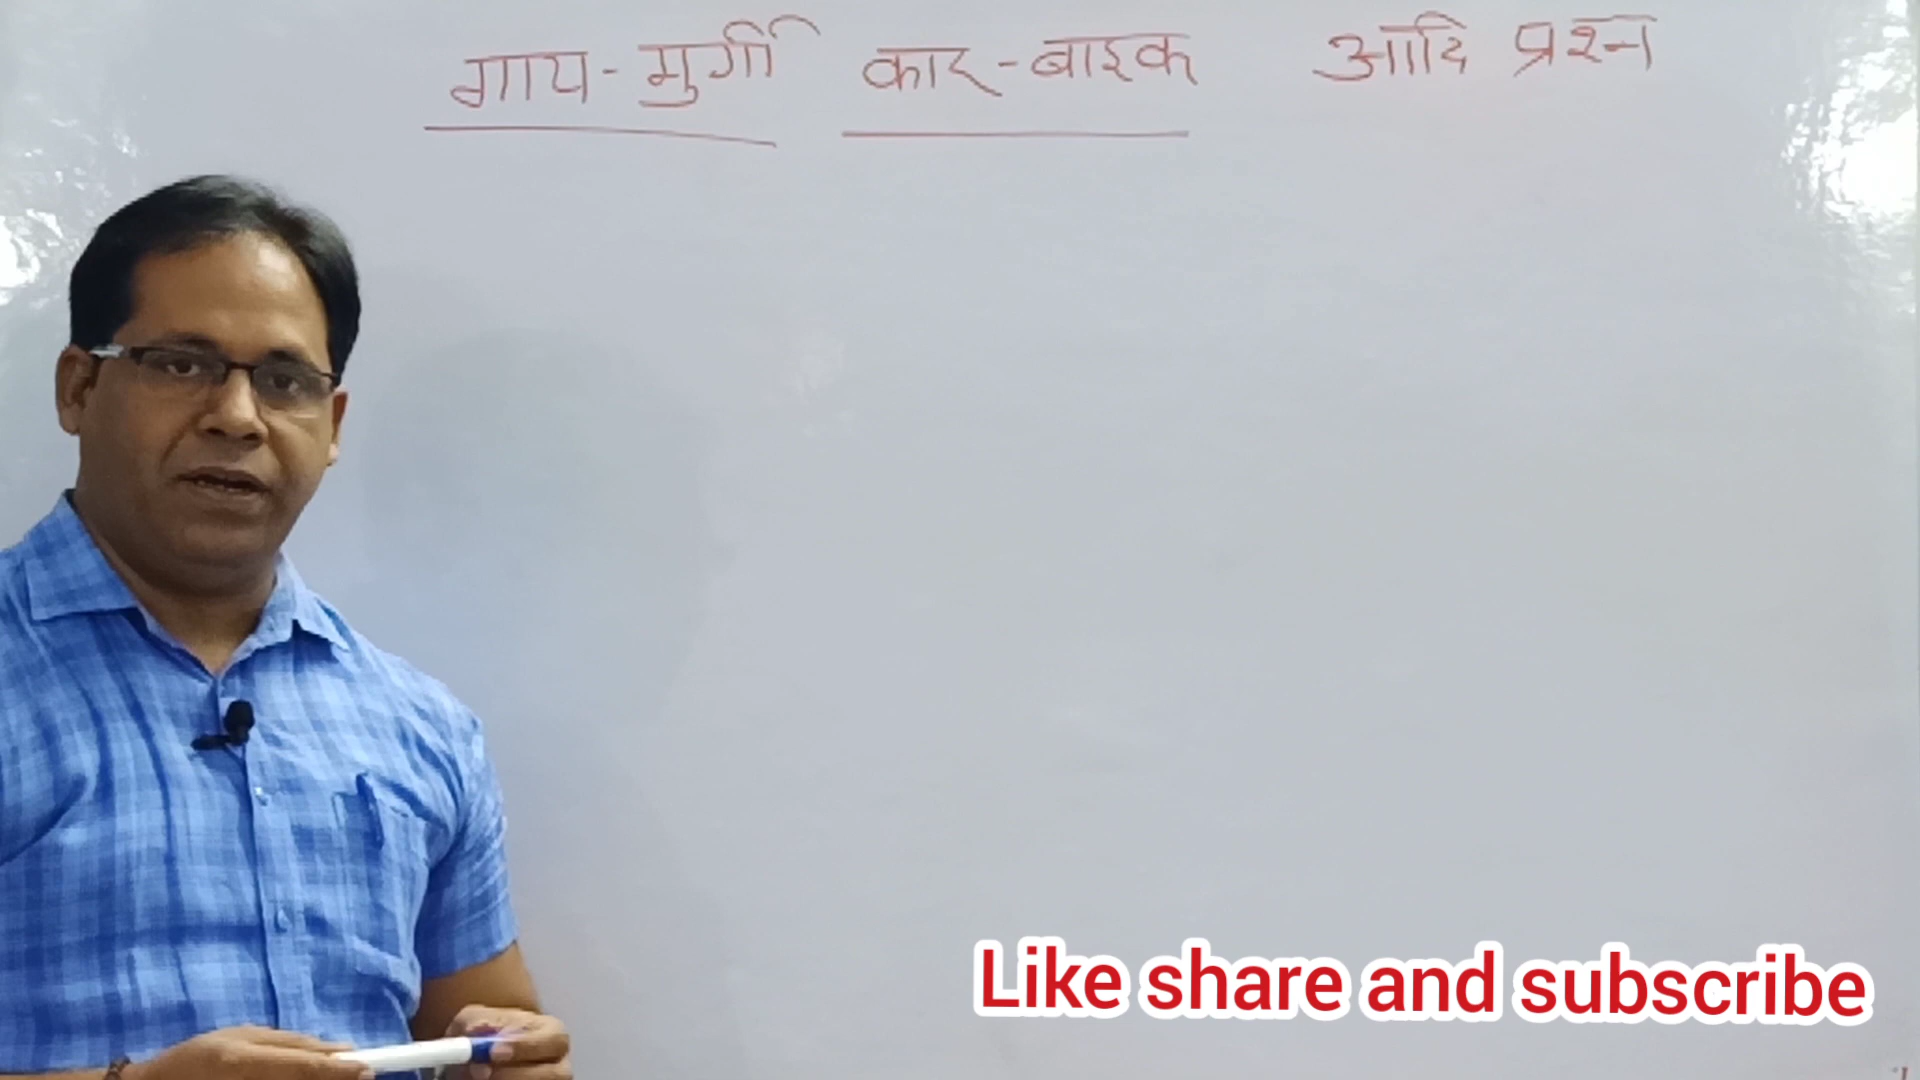 गाय-मुर्गी कार-बाइक आदि प्रश्न
Like share and subscribe